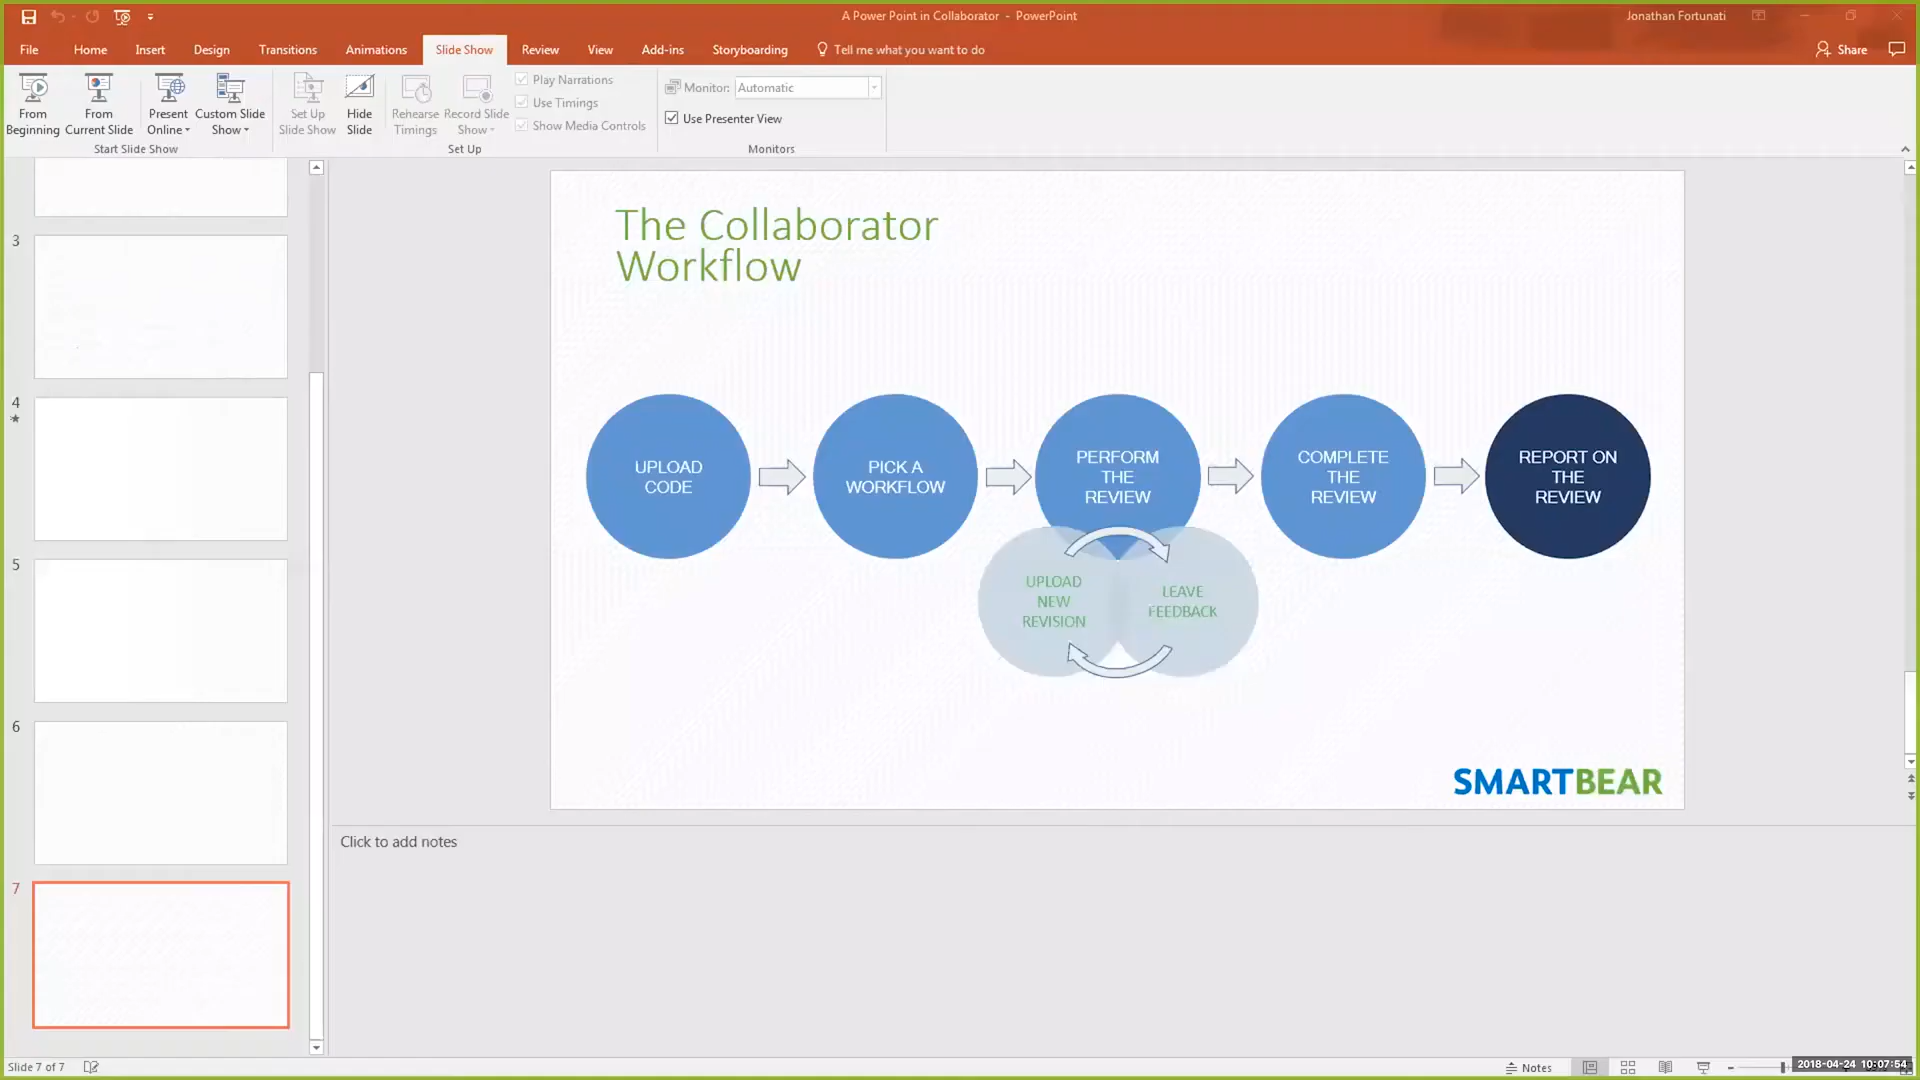 A Power Point in Collaborator - PowerPoint
Jonathan Fortunati
File Home Insert Design Transitions Animations Slide Show Review View Add-ins Storyboarding Tell me what you want to do
Share
From Beginning
From Current Slide
Present Online
Custom Slide Show
Start Slide Show
Set Up Slide Show
Hide Slide
Rehearse Timings
Record Slide Show
Play Narrations
Use Timings
Show Media Controls
Set Up
Monitor: Automatic
Use Presenter View
Monitors
3
4
5
6
7
The Collaborator
Workflow
UPLOAD
CODE
PICK A
WORKFLOW
PERFORM
THE
REVIEW
COMPLETE
THE
REVIEW
REPORT ON
THE
REVIEW
UPLOAD
NEW
REVISION
LEAVE
FEEDBACK
SMARTBEAR
Click to add notes
Slide 7 of 7
Notes
2018-04-24 10:07:54